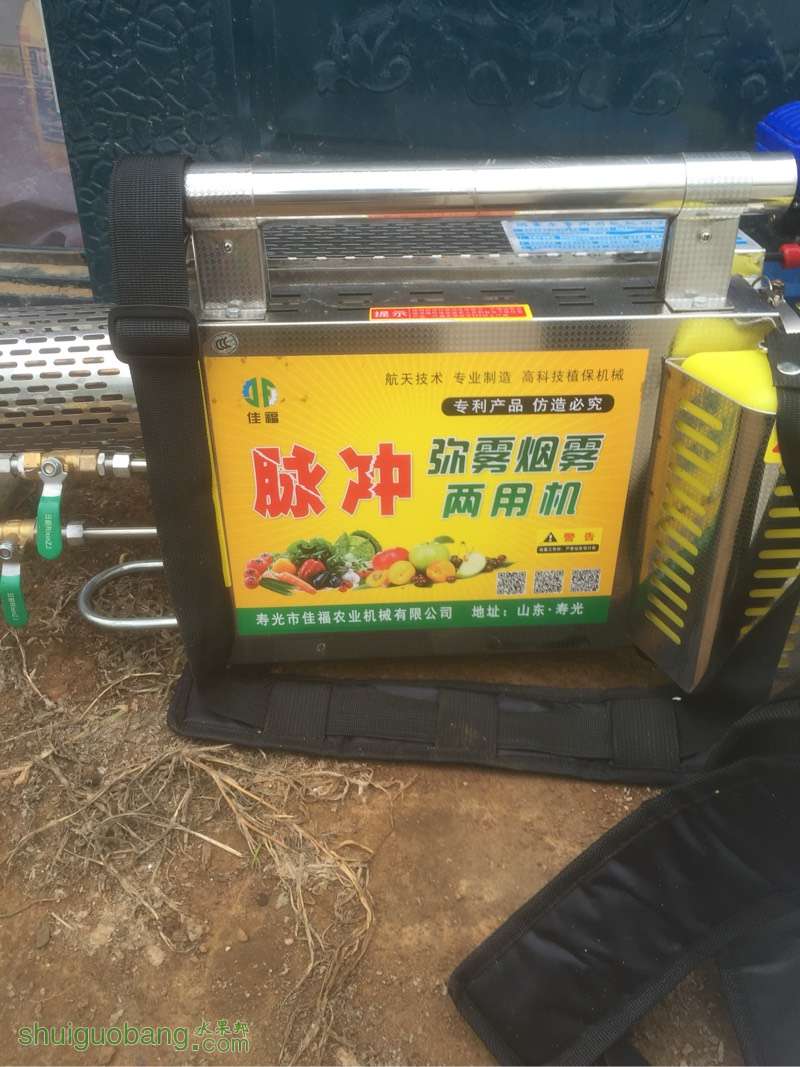 提示
佳福
航天技术 专业制造 高科技植保机械
专利产品 仿造必究
脉冲
弥雾烟雾
两用机
警告
寿光市佳福农业机械有限公司 地址：山东·寿光
水果邦
shuiguobang.com